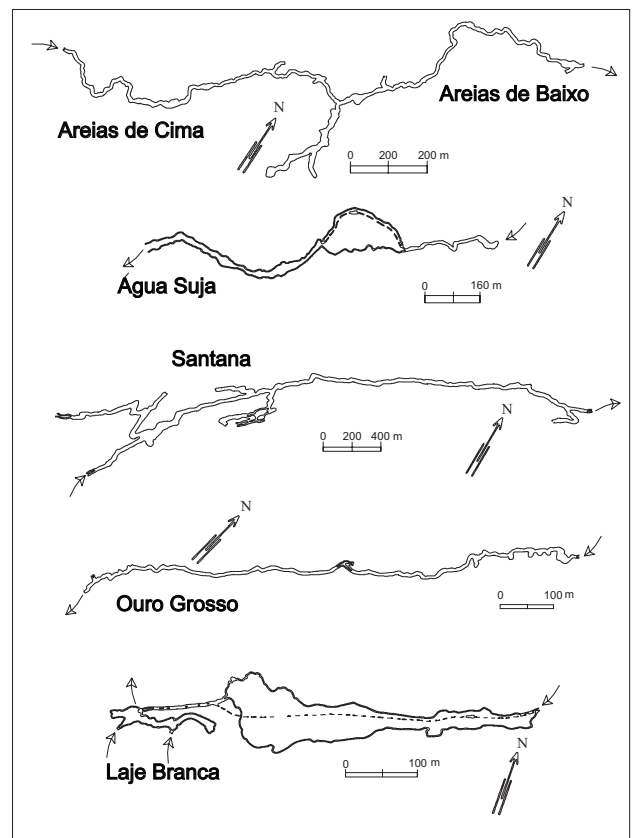 Areias de Cima
Areias de Baixo
N
0 200 200 m
Água Suja
N
0 160 m
Santana
N
0 200 400 m
N
Ouro Grosso
0 100 m
Laje Branca
N
0 100 m